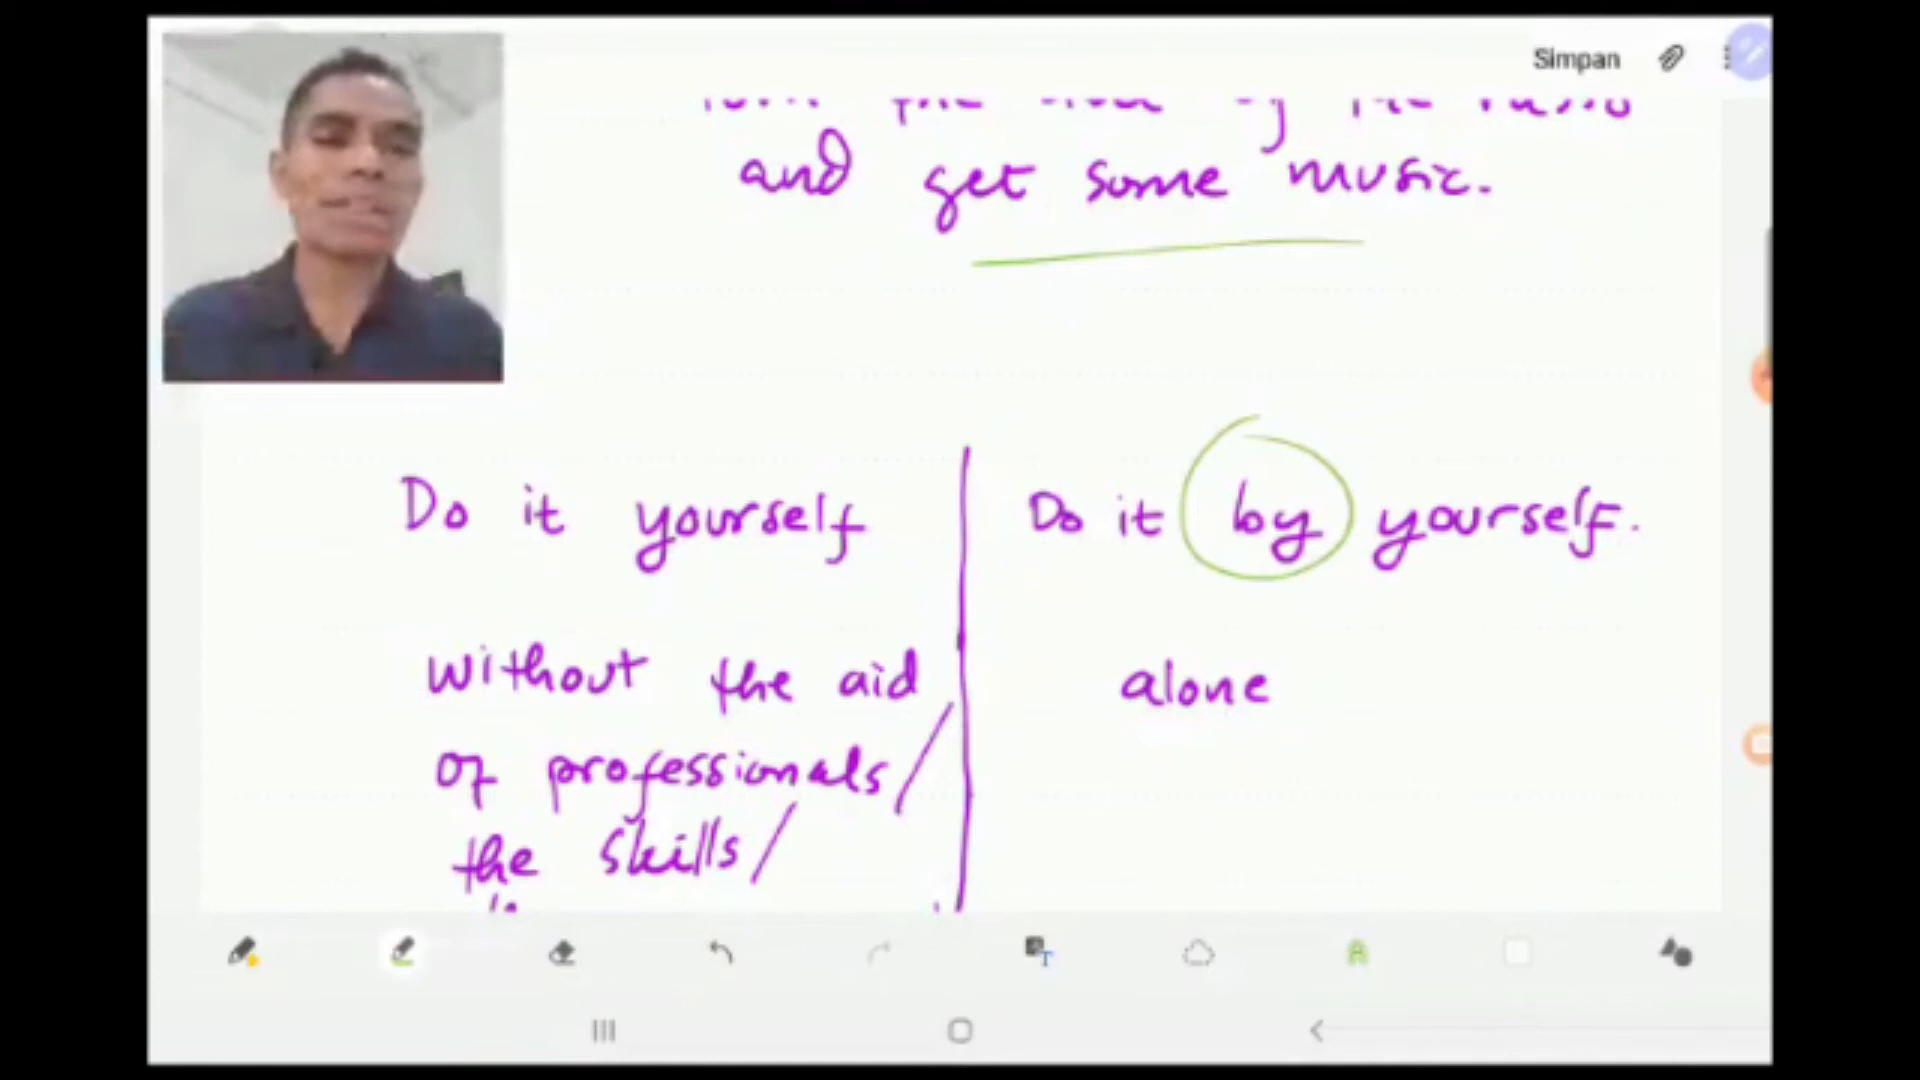 Simpan
and get some music.
Do it yourself
without the aid
of professionals/
the skills/
Do it by yourself.
alone